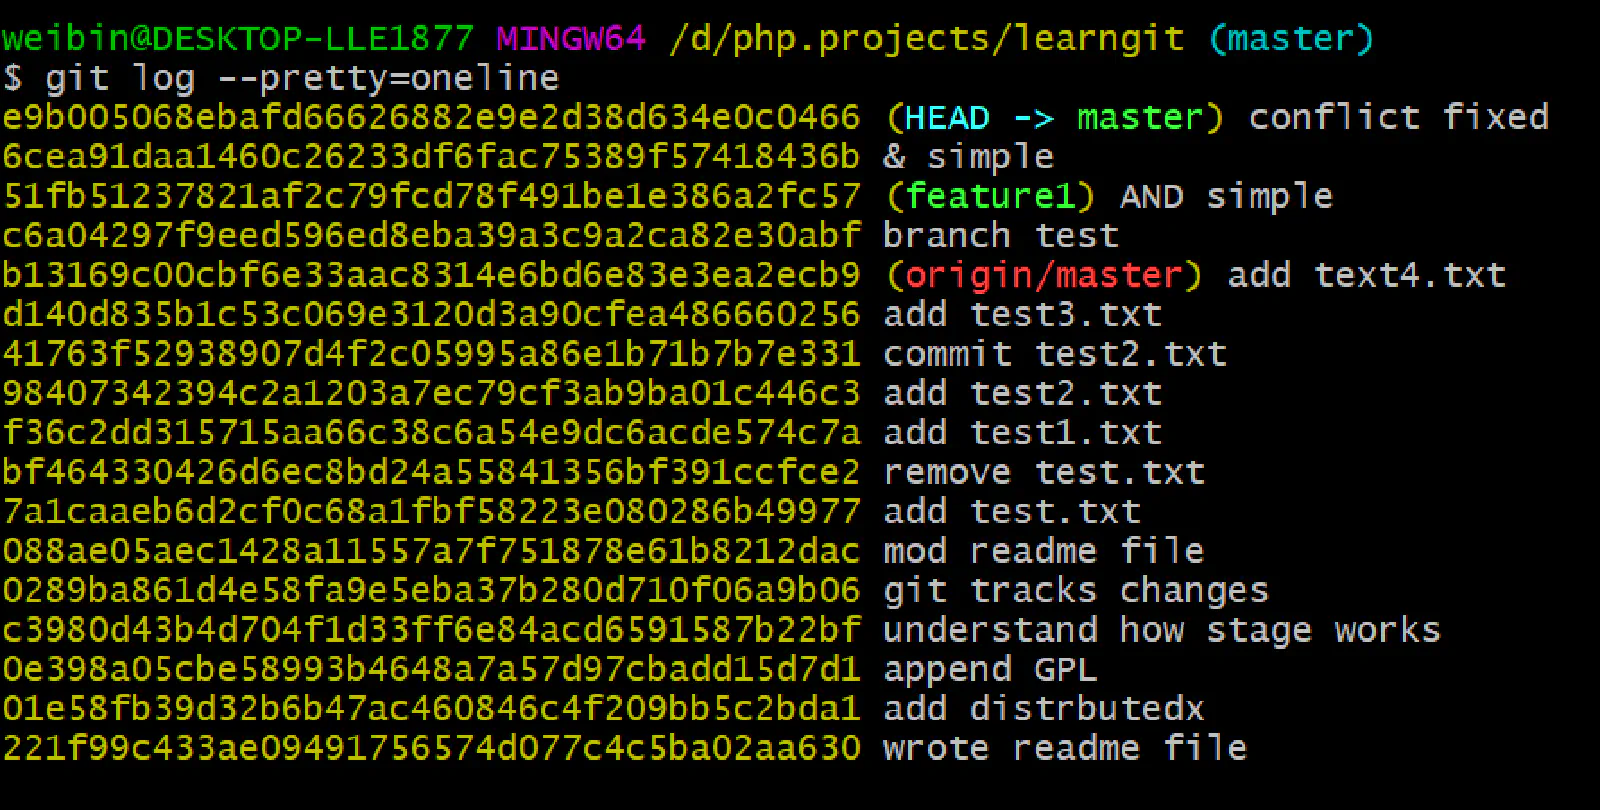 weibin@DESKTOP-LLE1877 MINGW64 /d/php.projects/learngit (master)
$ git log --pretty=oneline
e9b005068ebafd66626882e9e2d38d634e0c0466 (HEAD -> master) conflict fixed
6cea91daa1460c26233df6fac75389f57418436b & simple
51fb51237821af2c79fcd78f491be1e386a2fc57 (feature1) AND simple
c6a04297f9eed596ed8eba39a3c9a2ca82e30abf branch test
b13169c00cbf6e33aac8314e6bd6e83e3ea2ecb9 (origin/master) add text4.txt
d140d835b1c53c069e3120d3a90cfea486660256 add test3.txt
41763f52938907d4f2c05995a86e1b71b7b7e331 commit test2.txt
98407342394c2a1203a7ec79cf3ab9ba01c446c3 add test2.txt
f36c2dd315715aa66c38c6a54e9dc6acde574c7a add test1.txt
bf464330426d6ec8bd24a55841356bf391ccfce2 remove test.txt
7a1caaeb6d2cf0c68a1fbf58223e080286b49977 add test.txt
088ae05aec1428a11557a7f751878e61b8212dac mod readme file
0289ba861d4e58fa9e5eba37b280d710f06a9b06 git tracks changes
c3980d43b4d704f1d33ff6e84acd6591587b22bf understand how stage works
0e398a05cbe58993b4648a7a57d97cbadd15d7d1 append GPL
01e58fb39d32b6b47ac460846c4f209bb5c2bda1 add distrbutedx
221f99c433ae09491756574d077c4c5ba02aa630 wrote readme file